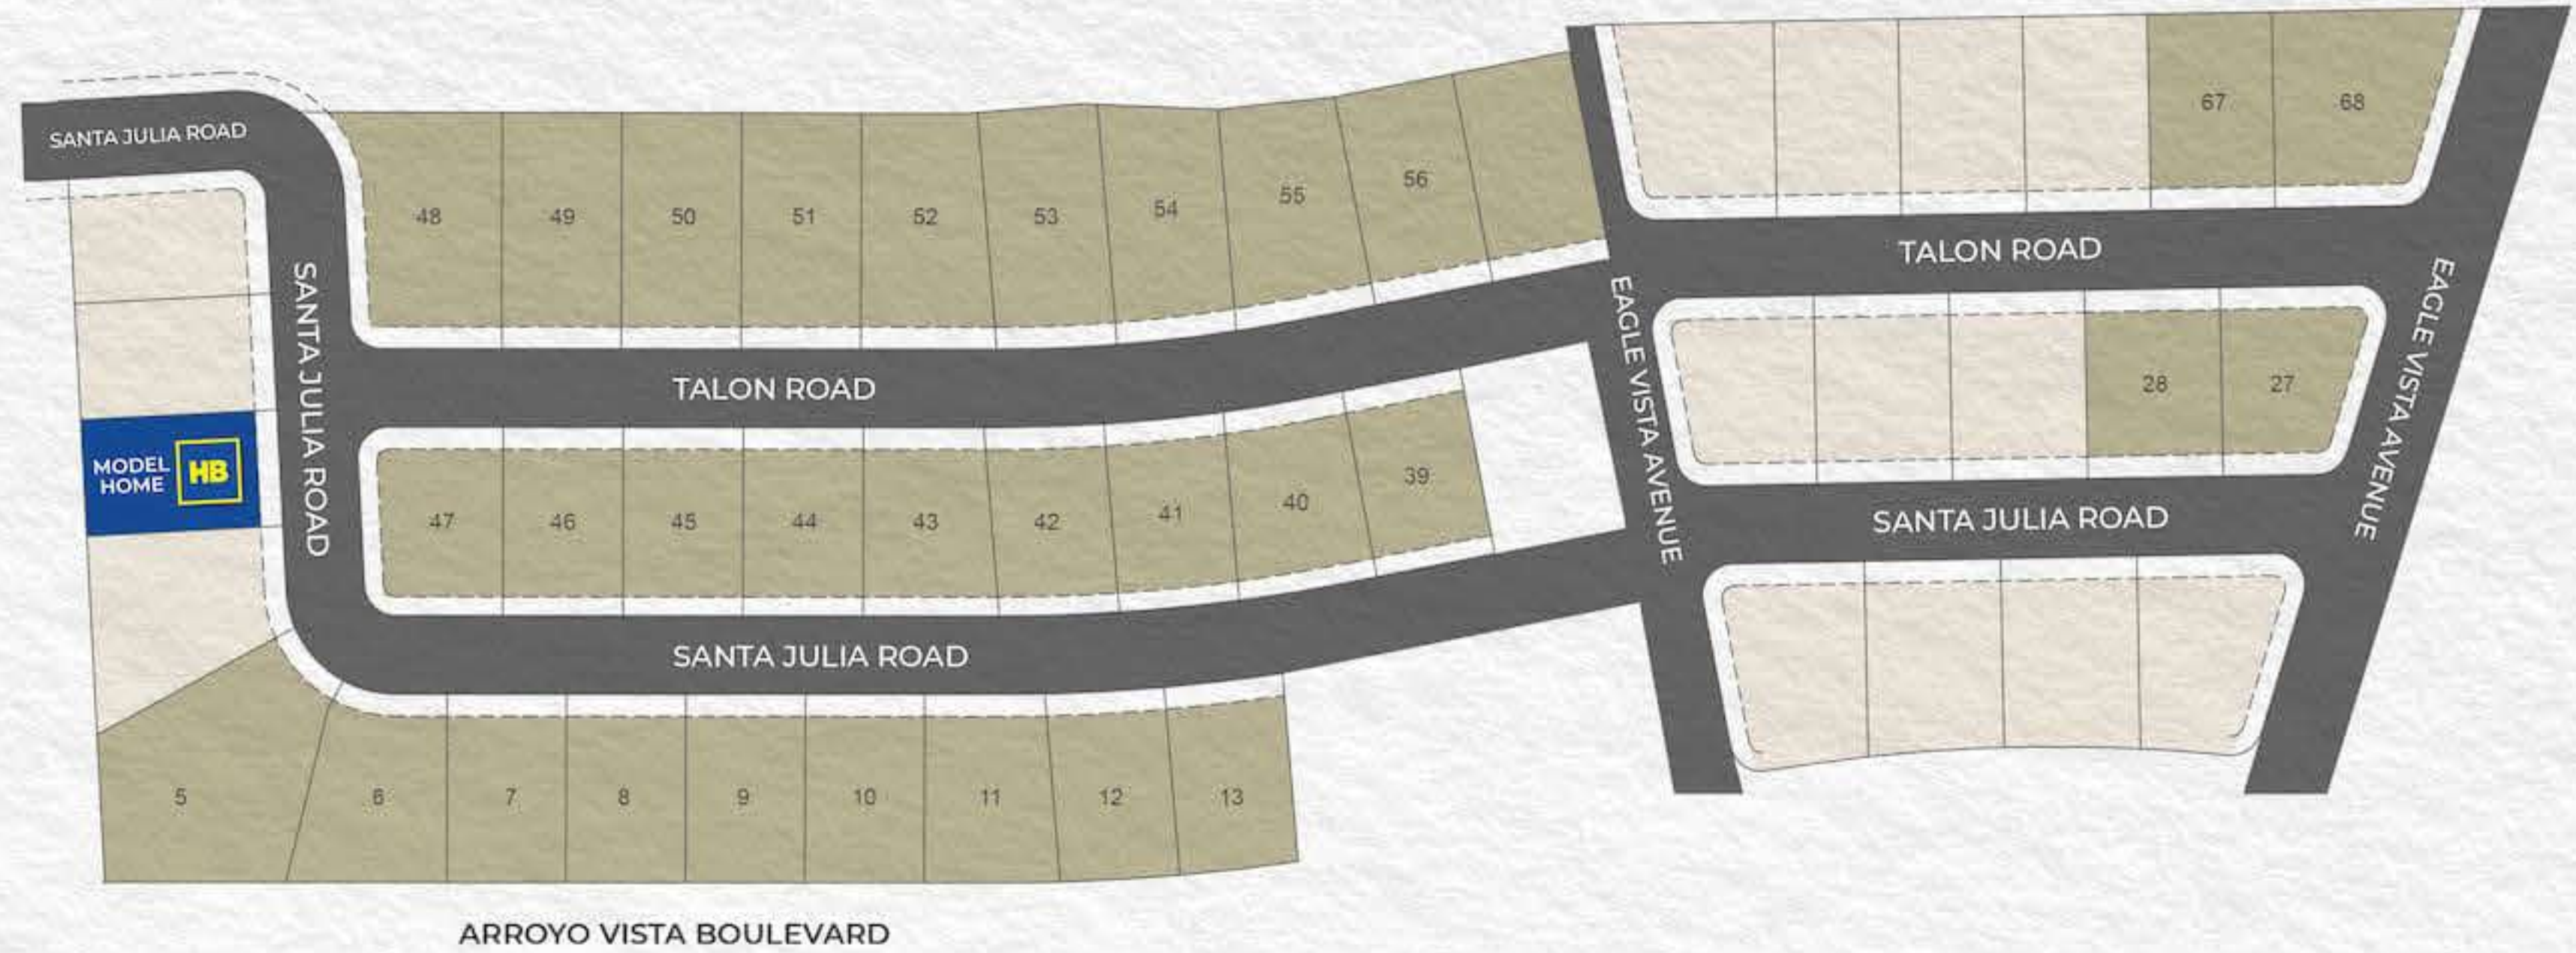 67 68
SANTA JULIA ROAD
48 49 50 51 52 53 54 55 56
TALON ROAD
EAGLE VISTA AVENUE
EAGLE VISTA AVENUE
SANTA JULIA ROAD
TALON ROAD
28 27
MODEL
HOME
HB
47 46 45 44 43 42 41 40 39
SANTA JULIA ROAD
SANTA JULIA ROAD
5 6 7 8 9 10 11 12 13
ARROYO VISTA BOULEVARD